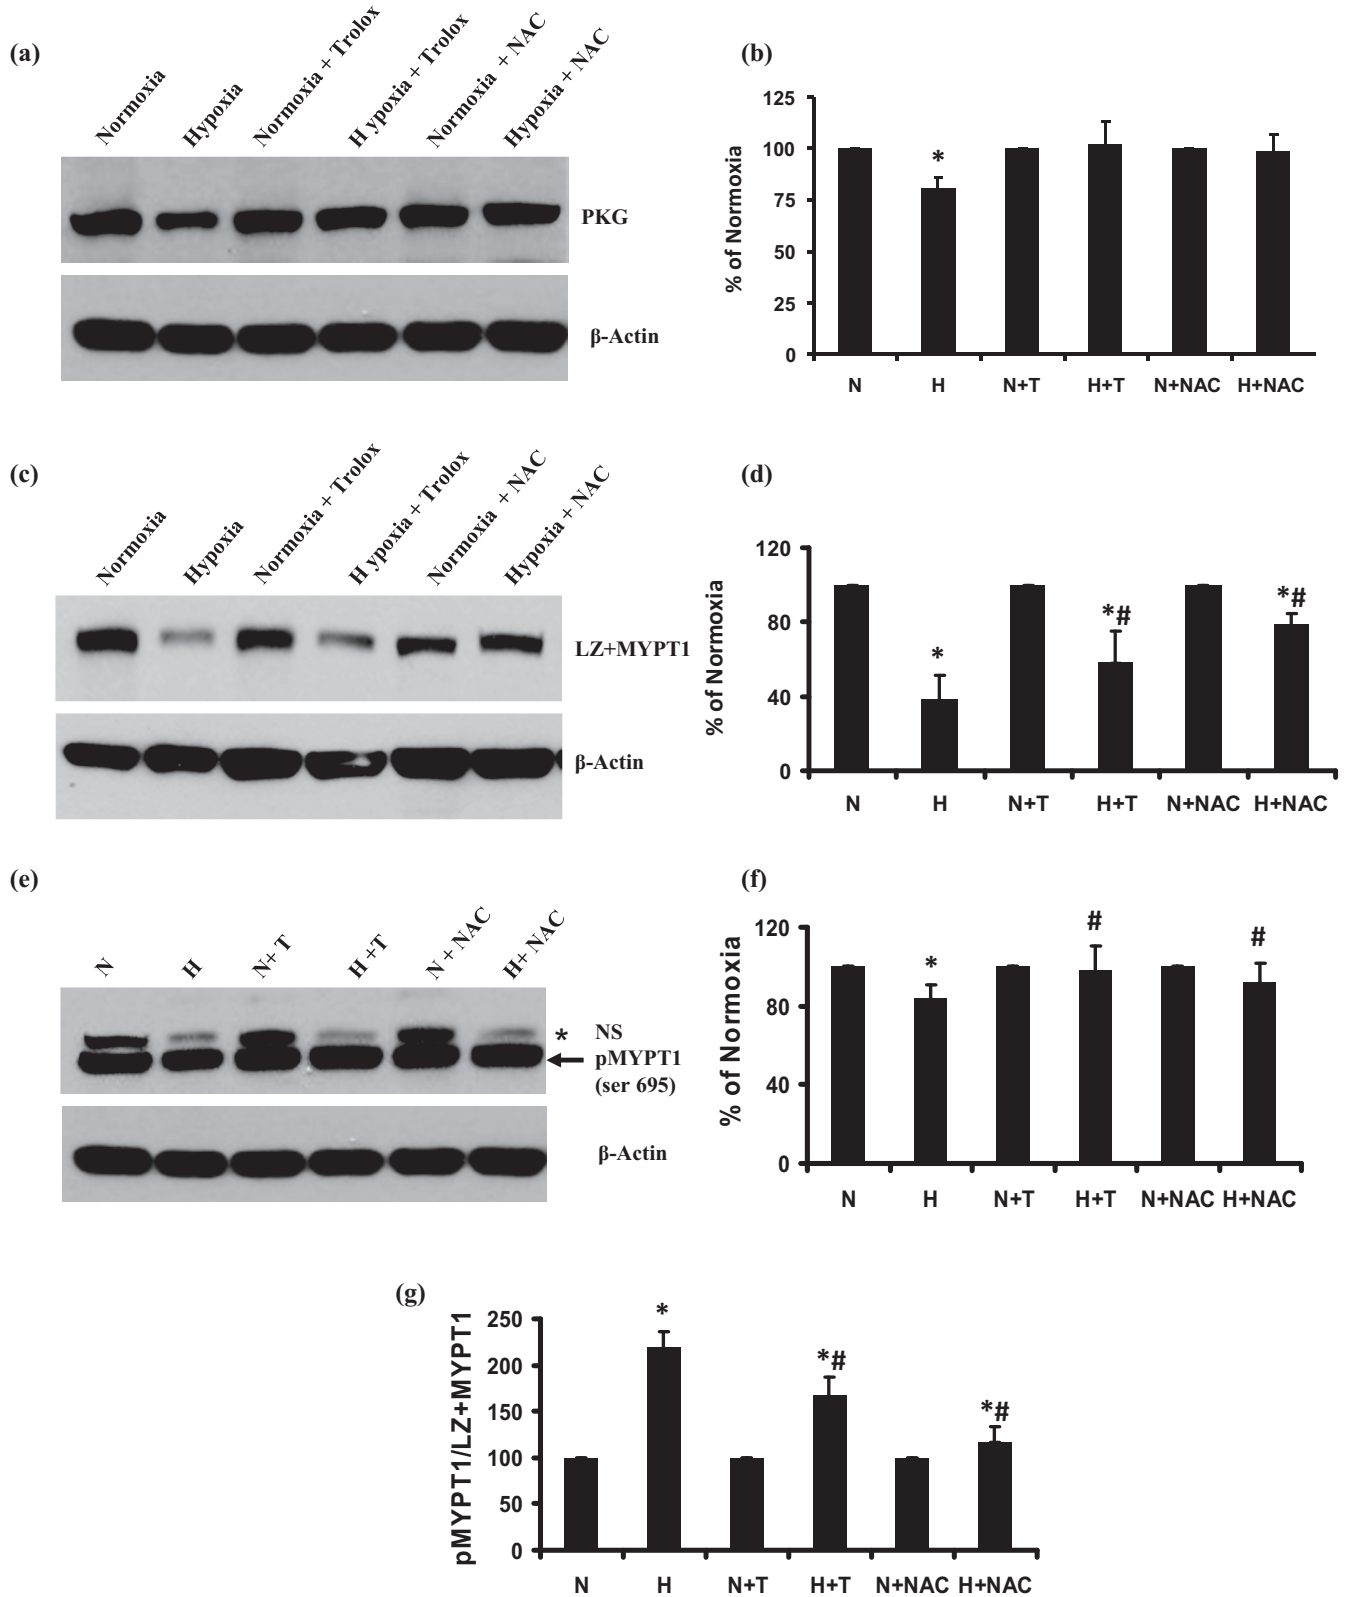 (a)
Normoxia
Hypoxia
Normoxia + Trolox
H ypoxia + Trolox
Normoxia + NAC
Hypoxia + NAC
PKG
β-Actin
(b)
% of Normoxia
125
100
75
50
25
0
*
N H N+T H+T N+NAC H+NAC
(c)
Normoxia
Hypoxia
Normoxia + Trolox
H ypoxia + Trolox
Normoxia + NAC
Hypoxia + NAC
LZ+MYPT1
β-Actin
(d)
% of Normoxia
120
80
40
0
*
*#
*#
N H N+T H+T N+NAC H+NAC
(e)
N
H
N+ T
H +T
N + NAC
H+ NAC
* NS
pMYPT1
(ser 695)
β-Actin
(f)
% of Normoxia
120
80
40
0
*
#
#
N H N+T H+T N+NAC H+NAC
(g)
pMYPT1/LZ+MYPT1
250
200
150
100
50
0
*
*#
*#
N H N+T H+T N+NAC H+NAC